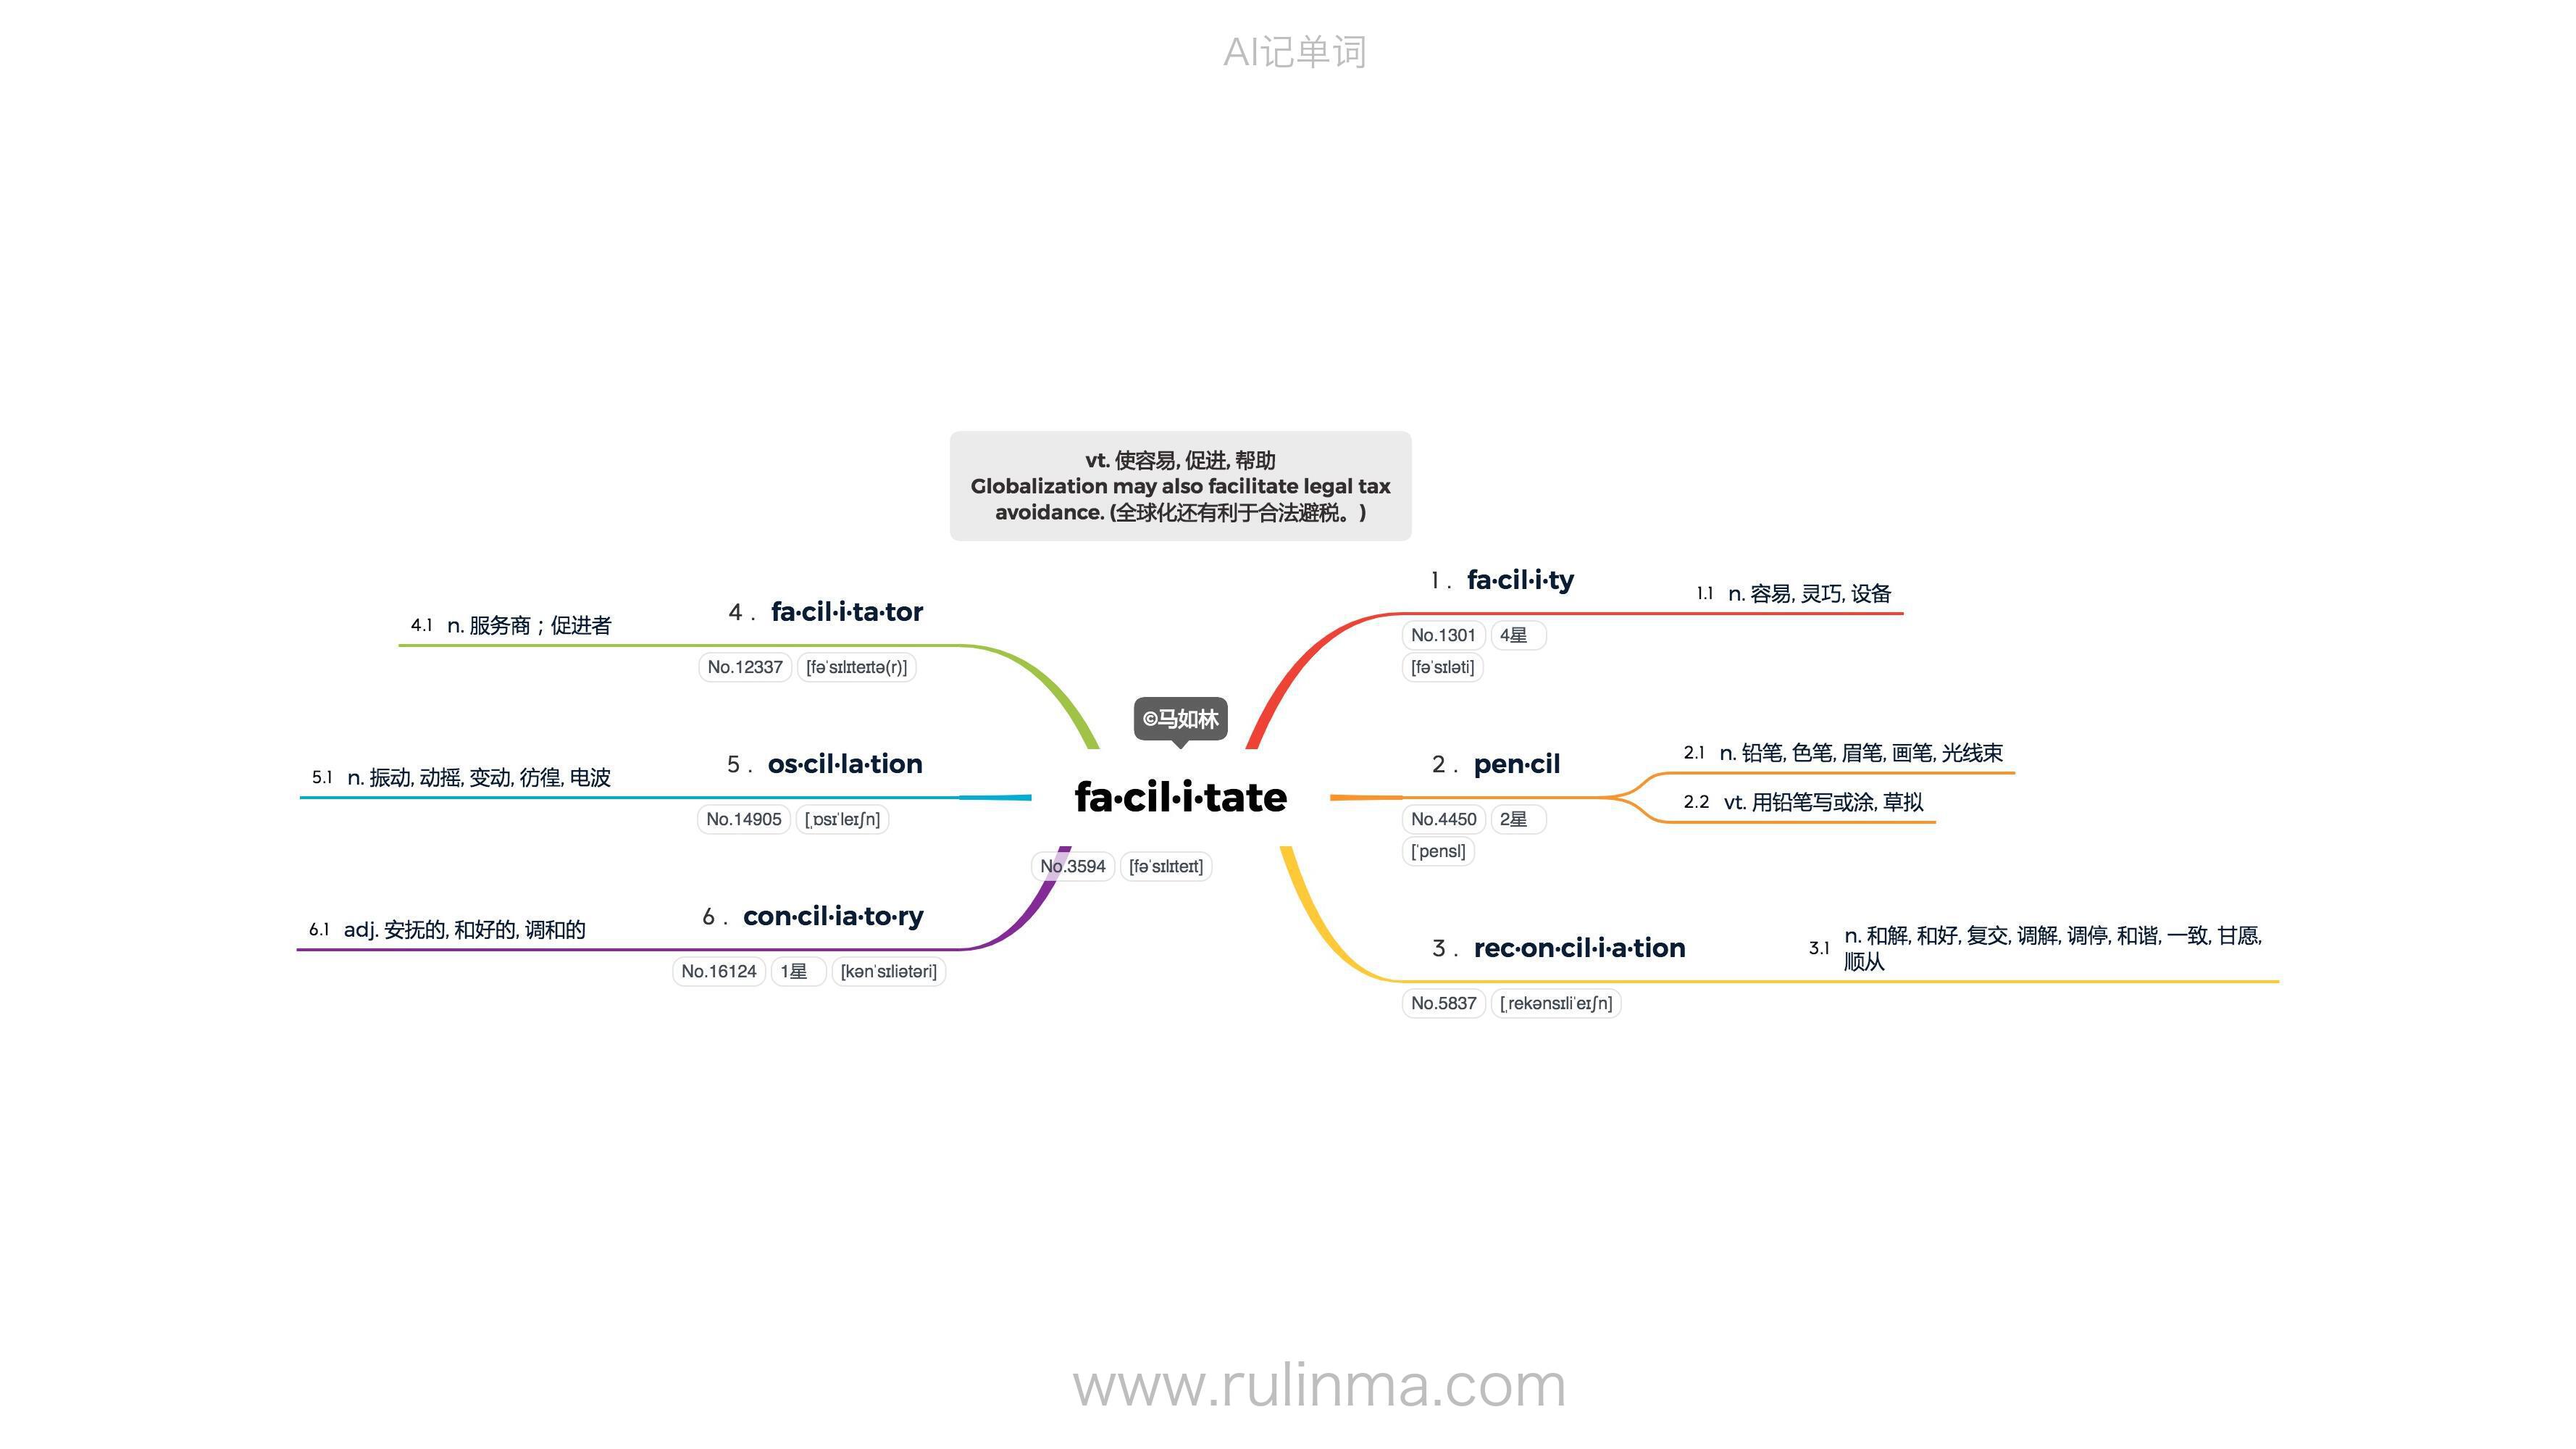 AI记单词
vt. 使容易, 促进, 帮助
Globalization may also facilitate legal tax
avoidance. (全球化还有利于合法避税。)
©马如林
fa·cil·i·tate
No.3594 [fəˈsɪlɪteɪt]
1. fa·cil·i·ty
No.1301 4星
[fəˈsɪləti]
1.1 n. 容易, 灵巧, 设备
2. pen·cil
No.4450 2星
[ˈpensl]
2.1 n. 铅笔, 色笔, 眉笔, 画笔, 光线束
2.2 vt. 用铅笔写或涂, 草拟
3. rec·on·cil·i·a·tion
No.5837 [ˌrekənsɪliˈeɪʃn]
3.1 n. 和解, 和好, 复交, 调解, 调停, 和谐, 一致, 甘愿,
顺从
4. fa·cil·i·ta·tor
No.12337 [fəˈsɪlɪteɪtə(r)]
4.1 n. 服务商；促进者
5. os·cil·la·tion
No.14905 [ˌɒsɪˈleɪʃn]
5.1 n. 振动, 动摇, 变动, 彷徨, 电波
6. con·cil·ia·to·ry
No.16124 1星 [kənˈsɪliətəri]
6.1 adj. 安抚的, 和好的, 调和的
www.rulinma.com